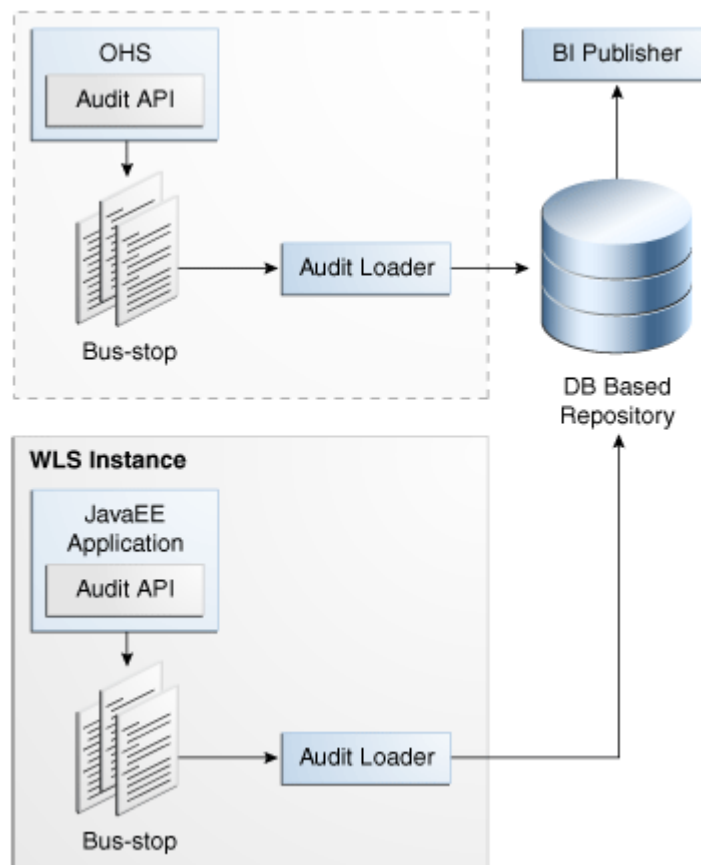 OHS
Audit API
BI Publisher
Audit Loader
Bus-stop
DB Based
Repository
WLS Instance
JavaEE
Application
Audit API
Audit Loader
Bus-stop